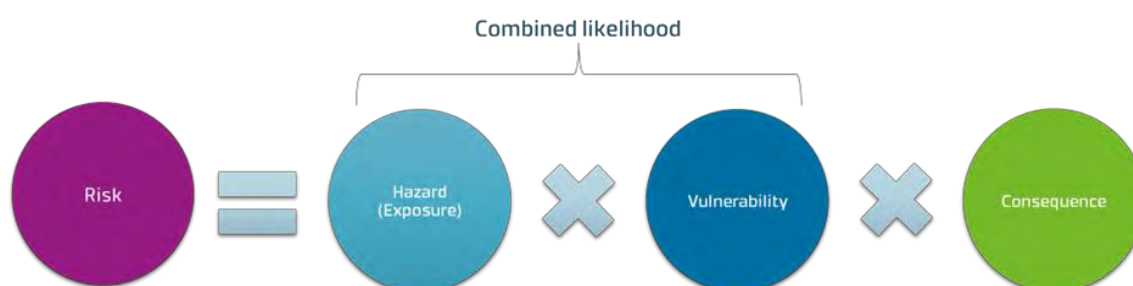 Combined likelihood
Risk
Hazard
(Exposure)
Vulnerability
Consequence